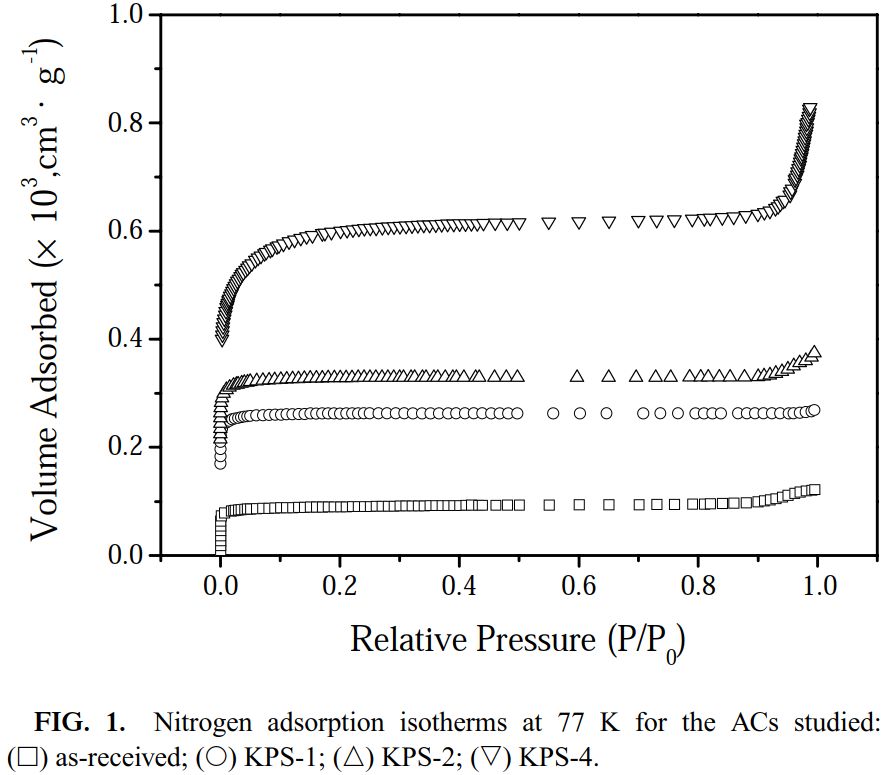 1.0
0.8
0.6
0.4
0.2
0.0
Volume Adsorbed (× 10³,cm³ · g⁻¹)
0.0 0.2 0.4 0.6 0.8 1.0
Relative Pressure (P/P₀)
FIG. 1. Nitrogen adsorption isotherms at 77 K for the ACs studied:
(□) as-received; (○) KPS-1; (△) KPS-2; (▽) KPS-4.